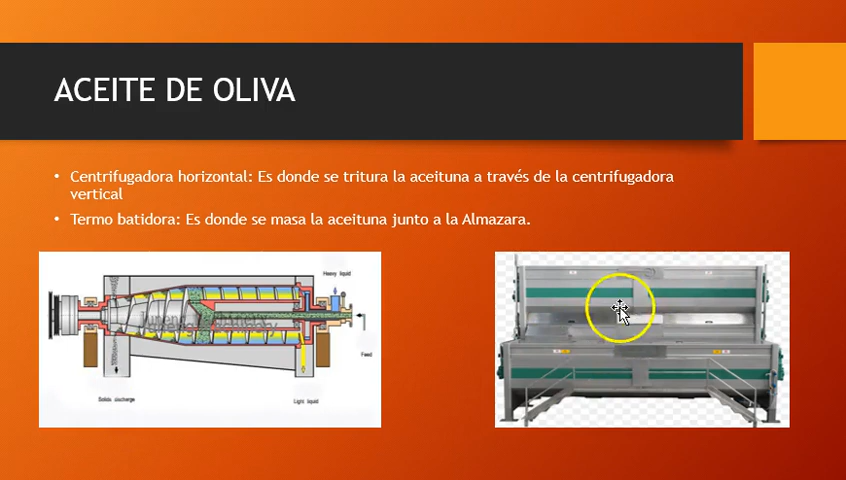 ACEITE DE OLIVA
• Centrifugadora horizontal: Es donde se tritura la aceituna a través de la centrifugadora
vertical
• Termo batidora: Es donde se masa la aceituna junto a la Almazara.
Heavy liquid
Feed
Solids discharge
Light liquid